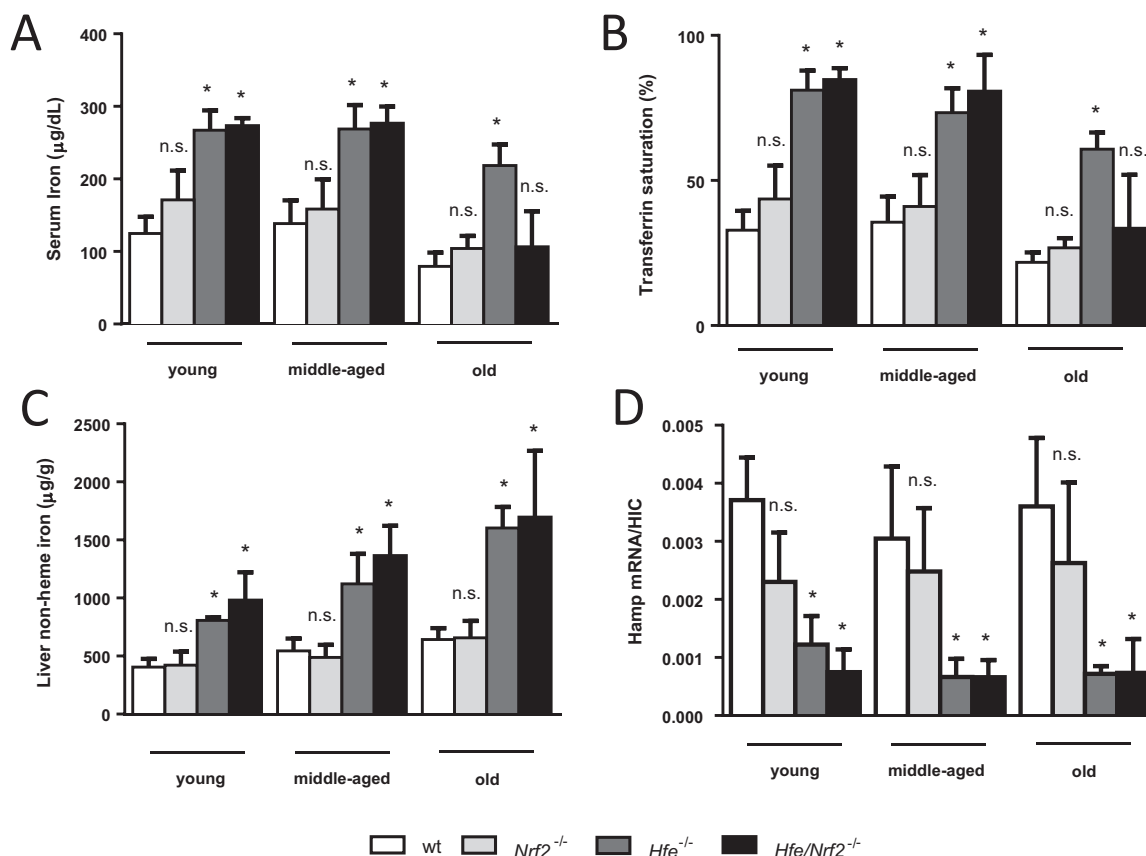 A
Serum Iron (µg/dL)
400
300
200
100
0
n.s.
*
*
n.s.
*
*
n.s.
*
n.s.
young
middle-aged
old
B
Transferrin saturation (%)
100
50
0
n.s.
*
*
n.s.
*
*
n.s.
*
n.s.
young
middle-aged
old
C
Liver non-heme iron (µg/g)
2500
2000
1500
1000
500
0
n.s.
*
*
n.s.
*
*
n.s.
*
*
young
middle-aged
old
D
Hamp mRNA/HIC
0.005
0.004
0.003
0.002
0.001
0.000
n.s.
*
*
n.s.
*
*
n.s.
*
*
young
middle-aged
old
wt Nrf2 -/- Hfe -/- Hfe/Nrf2 -/-